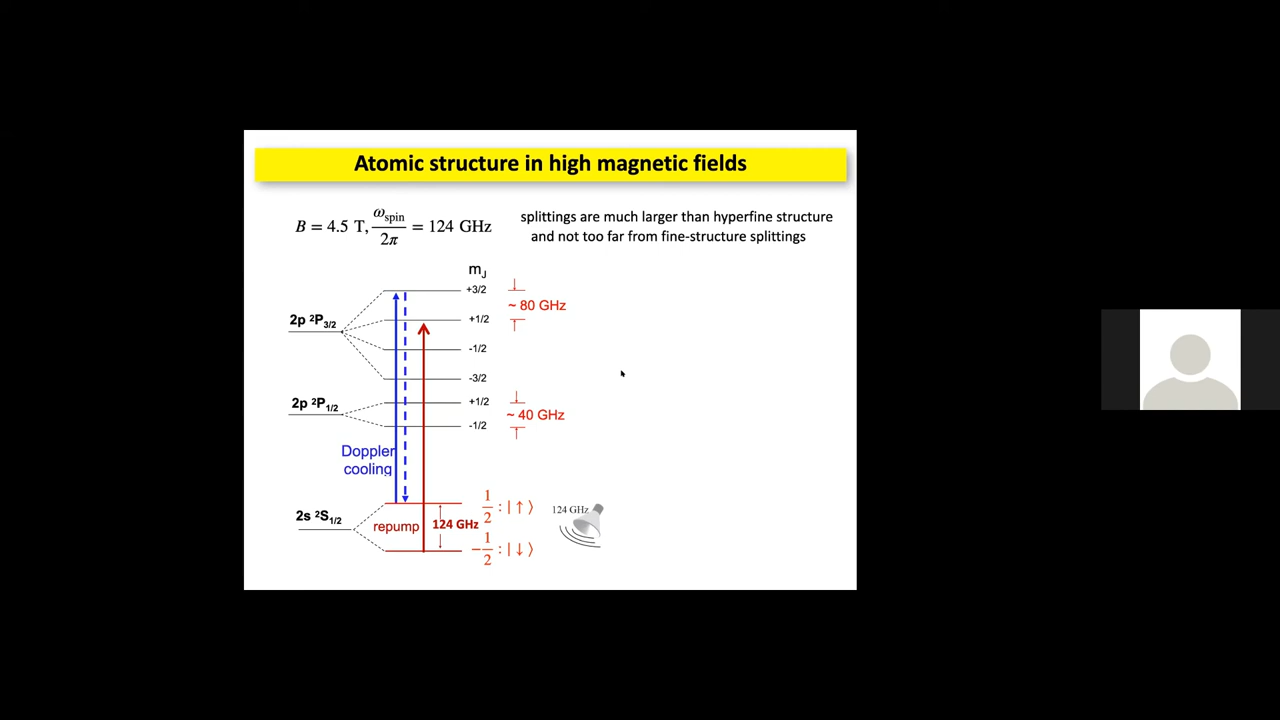 Atomic structure in high magnetic fields
B = 4.5 T, ω_spin/2π = 124 GHz
splittings are much larger than hyperfine structure
and not too far from fine-structure splittings
m_J
+3/2
~ 80 GHz
2p ²P_3/2
+1/2
-1/2
-3/2
2p ²P_1/2
+1/2
~ 40 GHz
-1/2
Doppler
cooling
2s ²S_1/2
1/2 : |↑⟩
124 GHz
repump
124 GHz
−1/2 : |↓⟩